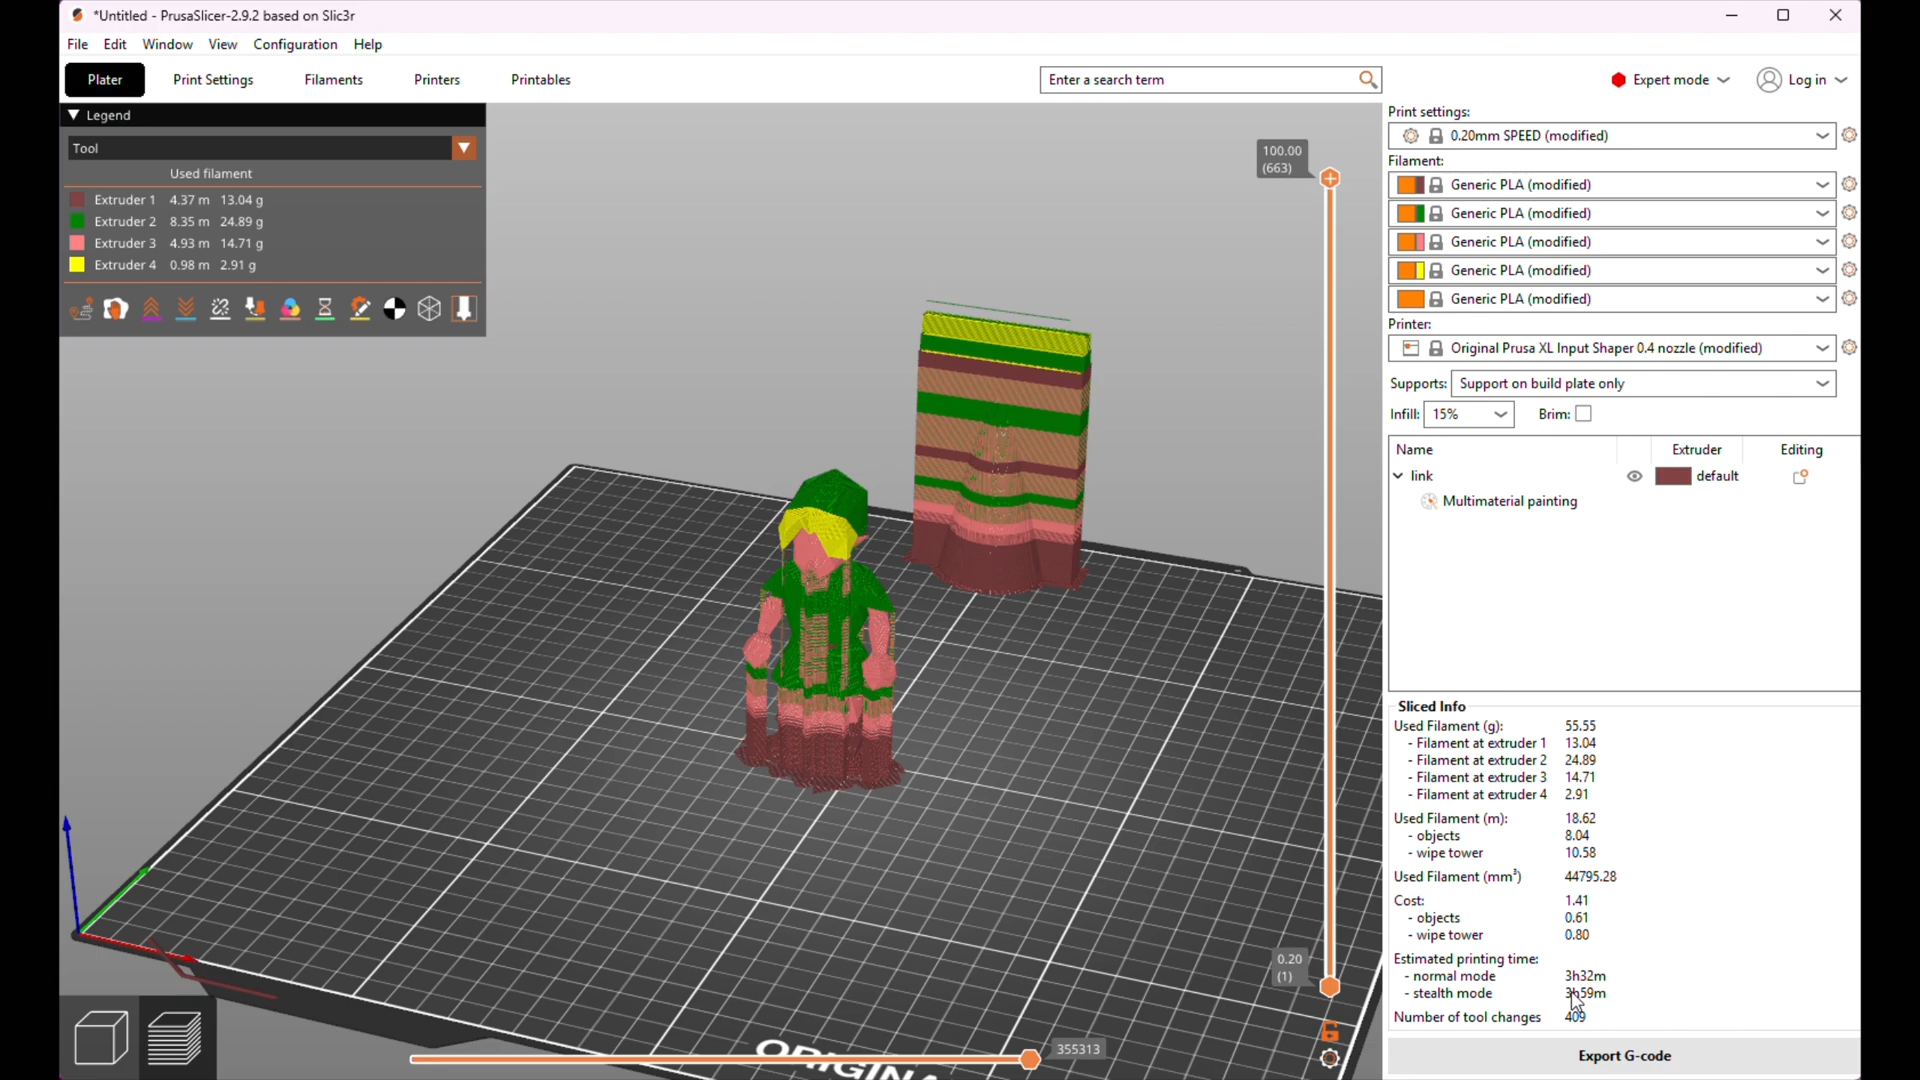 *Untitled - PrusaSlicer-2.9.2 based on Slic3r
File Edit Window View Configuration Help
Plater Print Settings Filaments Printers Printables Enter a search term Expert mode Log in
Legend
Tool
Used filament
Extruder 1 4.37 m 13.04 g
Extruder 2 8.35 m 24.89 g
Extruder 3 4.93 m 14.71 g
Extruder 4 0.98 m 2.91 g
100.00
(663)
0.20
(1)
355313
ORIGINA
Print settings:
0.20mm SPEED (modified)
Filament:
Generic PLA (modified)
Generic PLA (modified)
Generic PLA (modified)
Generic PLA (modified)
Generic PLA (modified)
Printer:
Original Prusa XL Input Shaper 0.4 nozzle (modified)
Supports: Support on build plate only
Infill: 15% Brim:
Name Extruder Editing
link default
Multimaterial painting
Sliced Info
Used Filament (g): 55.55
- Filament at extruder 1 13.04
- Filament at extruder 2 24.89
- Filament at extruder 3 14.71
- Filament at extruder 4 2.91
Used Filament (m): 18.62
- objects 8.04
- wipe tower 10.58
Used Filament (mm³) 44795.28
Cost: 1.41
- objects 0.61
- wipe tower 0.80
Estimated printing time:
- normal mode 3h32m
- stealth mode 3h59m
Number of tool changes 409
Export G-code